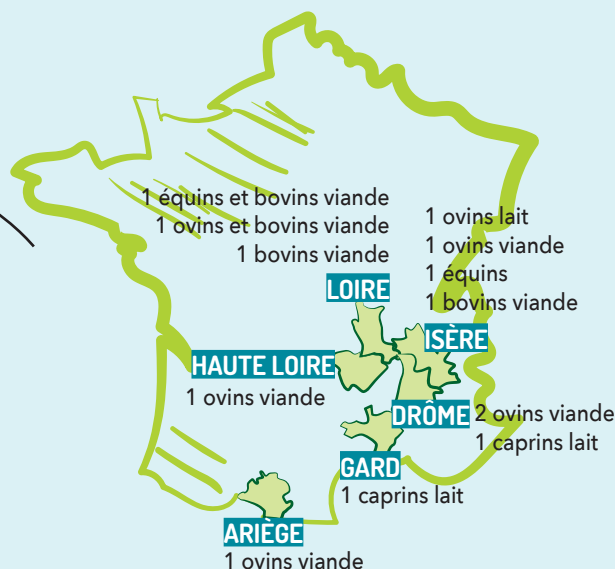 1 équins et bovins viande
1 ovins et bovins viande
1 bovins viande
LOIRE
1 ovins lait
1 ovins viande
1 équins
1 bovins viande
ISÈRE
HAUTE LOIRE
1 ovins viande
DRÔME
2 ovins viande
1 caprins lait
GARD
1 caprins lait
ARIÈGE
1 ovins viande